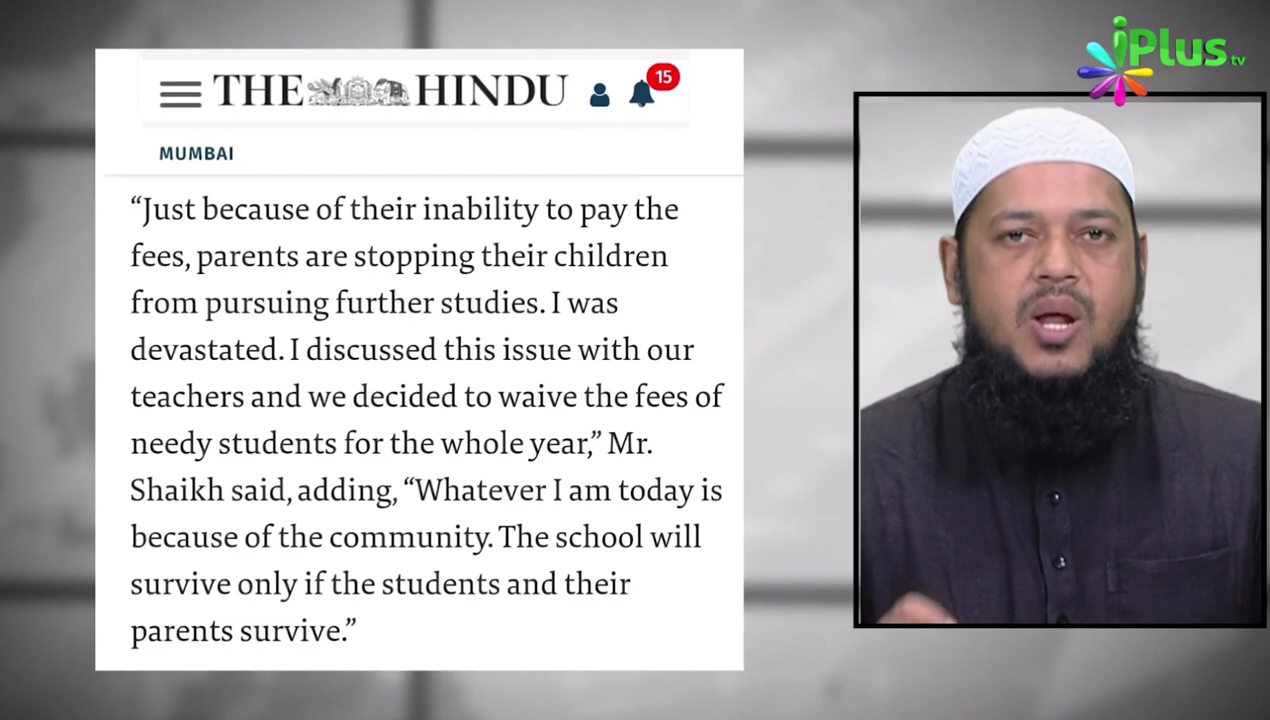 THE HINDU
15
iPlus tv
MUMBAI
“Just because of their inability to pay the
fees, parents are stopping their children
from pursuing further studies. I was
devastated. I discussed this issue with our
teachers and we decided to waive the fees of
needy students for the whole year,” Mr.
Shaikh said, adding, “Whatever I am today is
because of the community. The school will
survive only if the students and their
parents survive.”